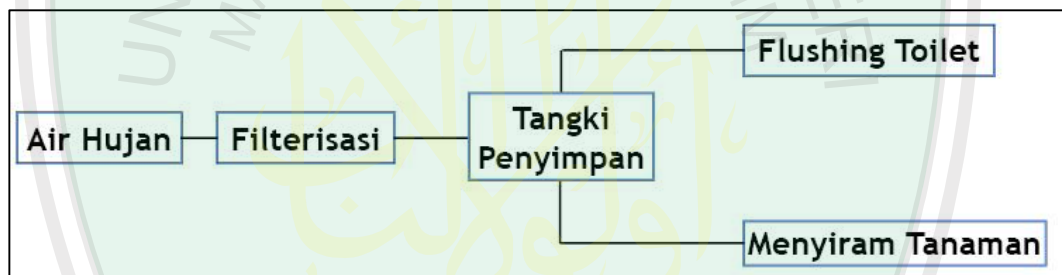 Flushing Toilet
Air Hujan
Filterisasi
Tangki
Penyimpan
Menyiram Tanaman